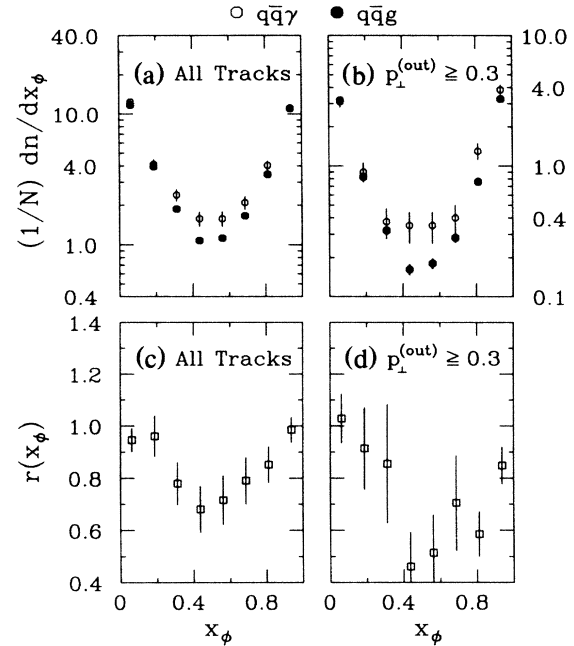 ○ qq̅γ ● qq̅g
(1/N) dn/dx_ϕ
40.0
10.0
4.0
1.0
0.4
(a) All Tracks
(b) p_⊥^(out) ≧ 0.3
10.0
4.0
1.0
0.4
0.1
r(x_ϕ)
1.4
1.2
1.0
0.8
0.6
0.4
(c) All Tracks
(d) p_⊥^(out) ≧ 0.3
0 0.4 0.8 0 0.4 0.8
x_ϕ x_ϕ